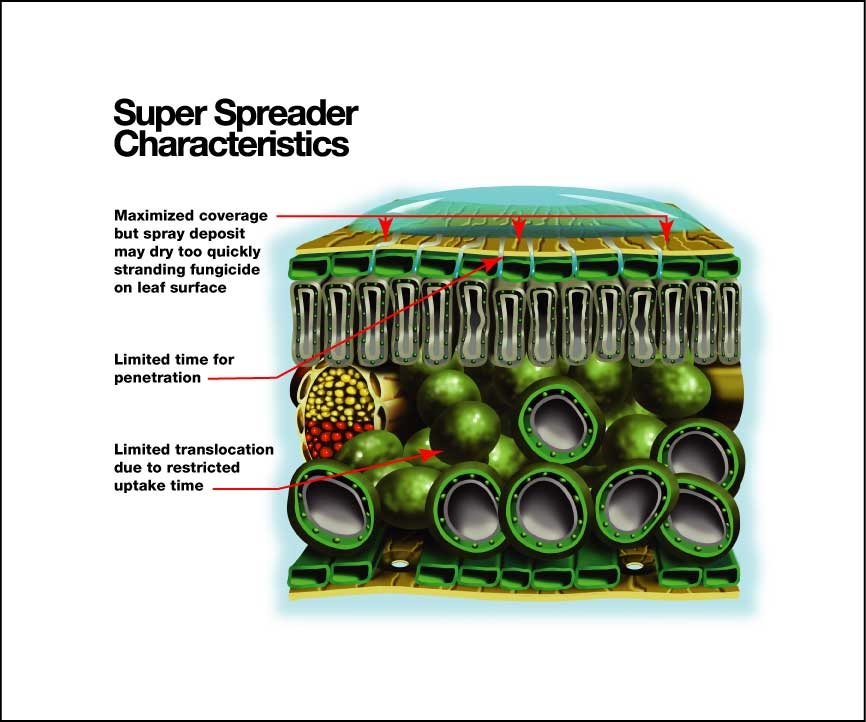 Super Spreader
Characteristics
Maximized coverage
but spray deposit
may dry too quickly
stranding fungicide
on leaf surface
Limited time for
penetration
Limited translocation
due to restricted
uptake time